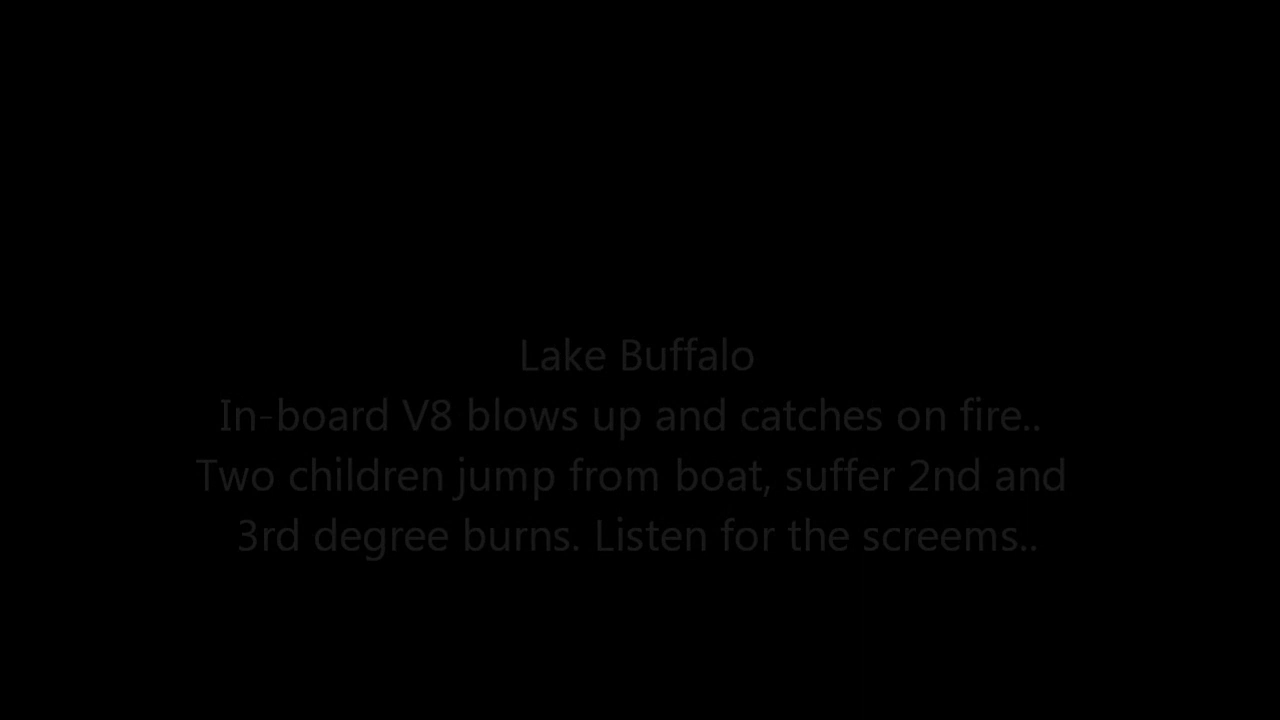 Lake Buffalo
In-board V8 blows up and catches on fire..
Two children jump from boat, suffer 2nd and
3rd degree burns. Listen for the screems..